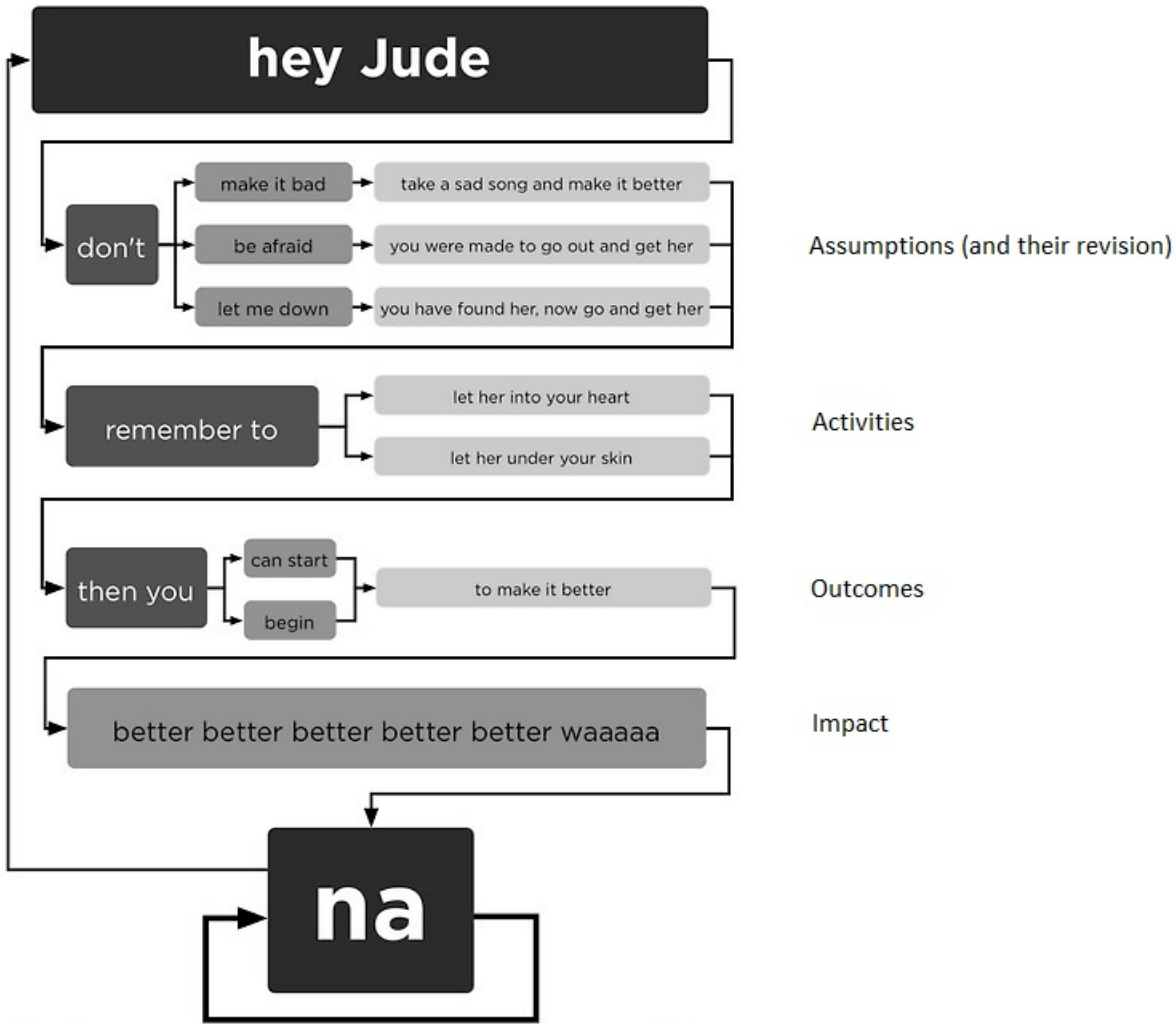 hey Jude
don't
make it bad
take a sad song and make it better
be afraid
you were made to go out and get her
let me down
you have found her, now go and get her
Assumptions (and their revision)
remember to
let her into your heart
let her under your skin
Activities
then you
can start
begin
to make it better
Outcomes
better better better better better waaaaa
Impact
na